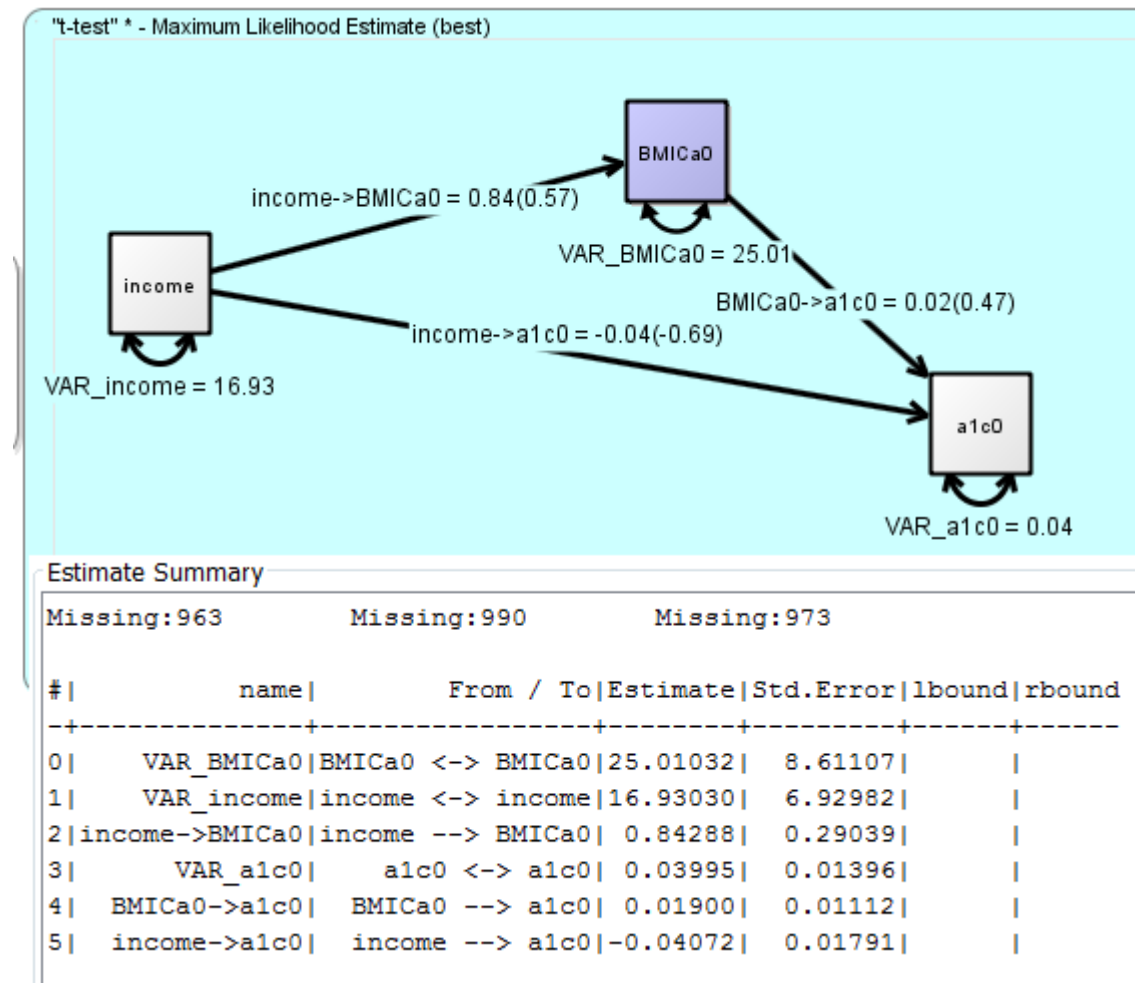 "t-test" * - Maximum Likelihood Estimate (best)
BMICa0
income->BMICa0 = 0.84(0.57)
VAR_BMICa0 = 25.01
income
BMICa0->a1c0 = 0.02(0.47)
income->a1c0 = -0.04(-0.69)
VAR_income = 16.93
a1c0
VAR_a1c0 = 0.04
Estimate Summary
Missing:963 Missing:990 Missing:973
#| name| From / To|Estimate|Std.Error|lbound|rbound
-+---------------+-----------------+--------+---------+------+------
0| VAR_BMICa0|BMICa0 <-> BMICa0|25.01032| 8.61107| |
1| VAR_income|income <-> income|16.93030| 6.92982| |
2|income->BMICa0|income --> BMICa0| 0.84288| 0.29039| |
3| VAR_a1c0| a1c0 <-> a1c0| 0.03995| 0.01396| |
4| BMICa0->a1c0| BMICa0 --> a1c0| 0.01900| 0.01112| |
5| income->a1c0| income --> a1c0|-0.04072| 0.01791| |